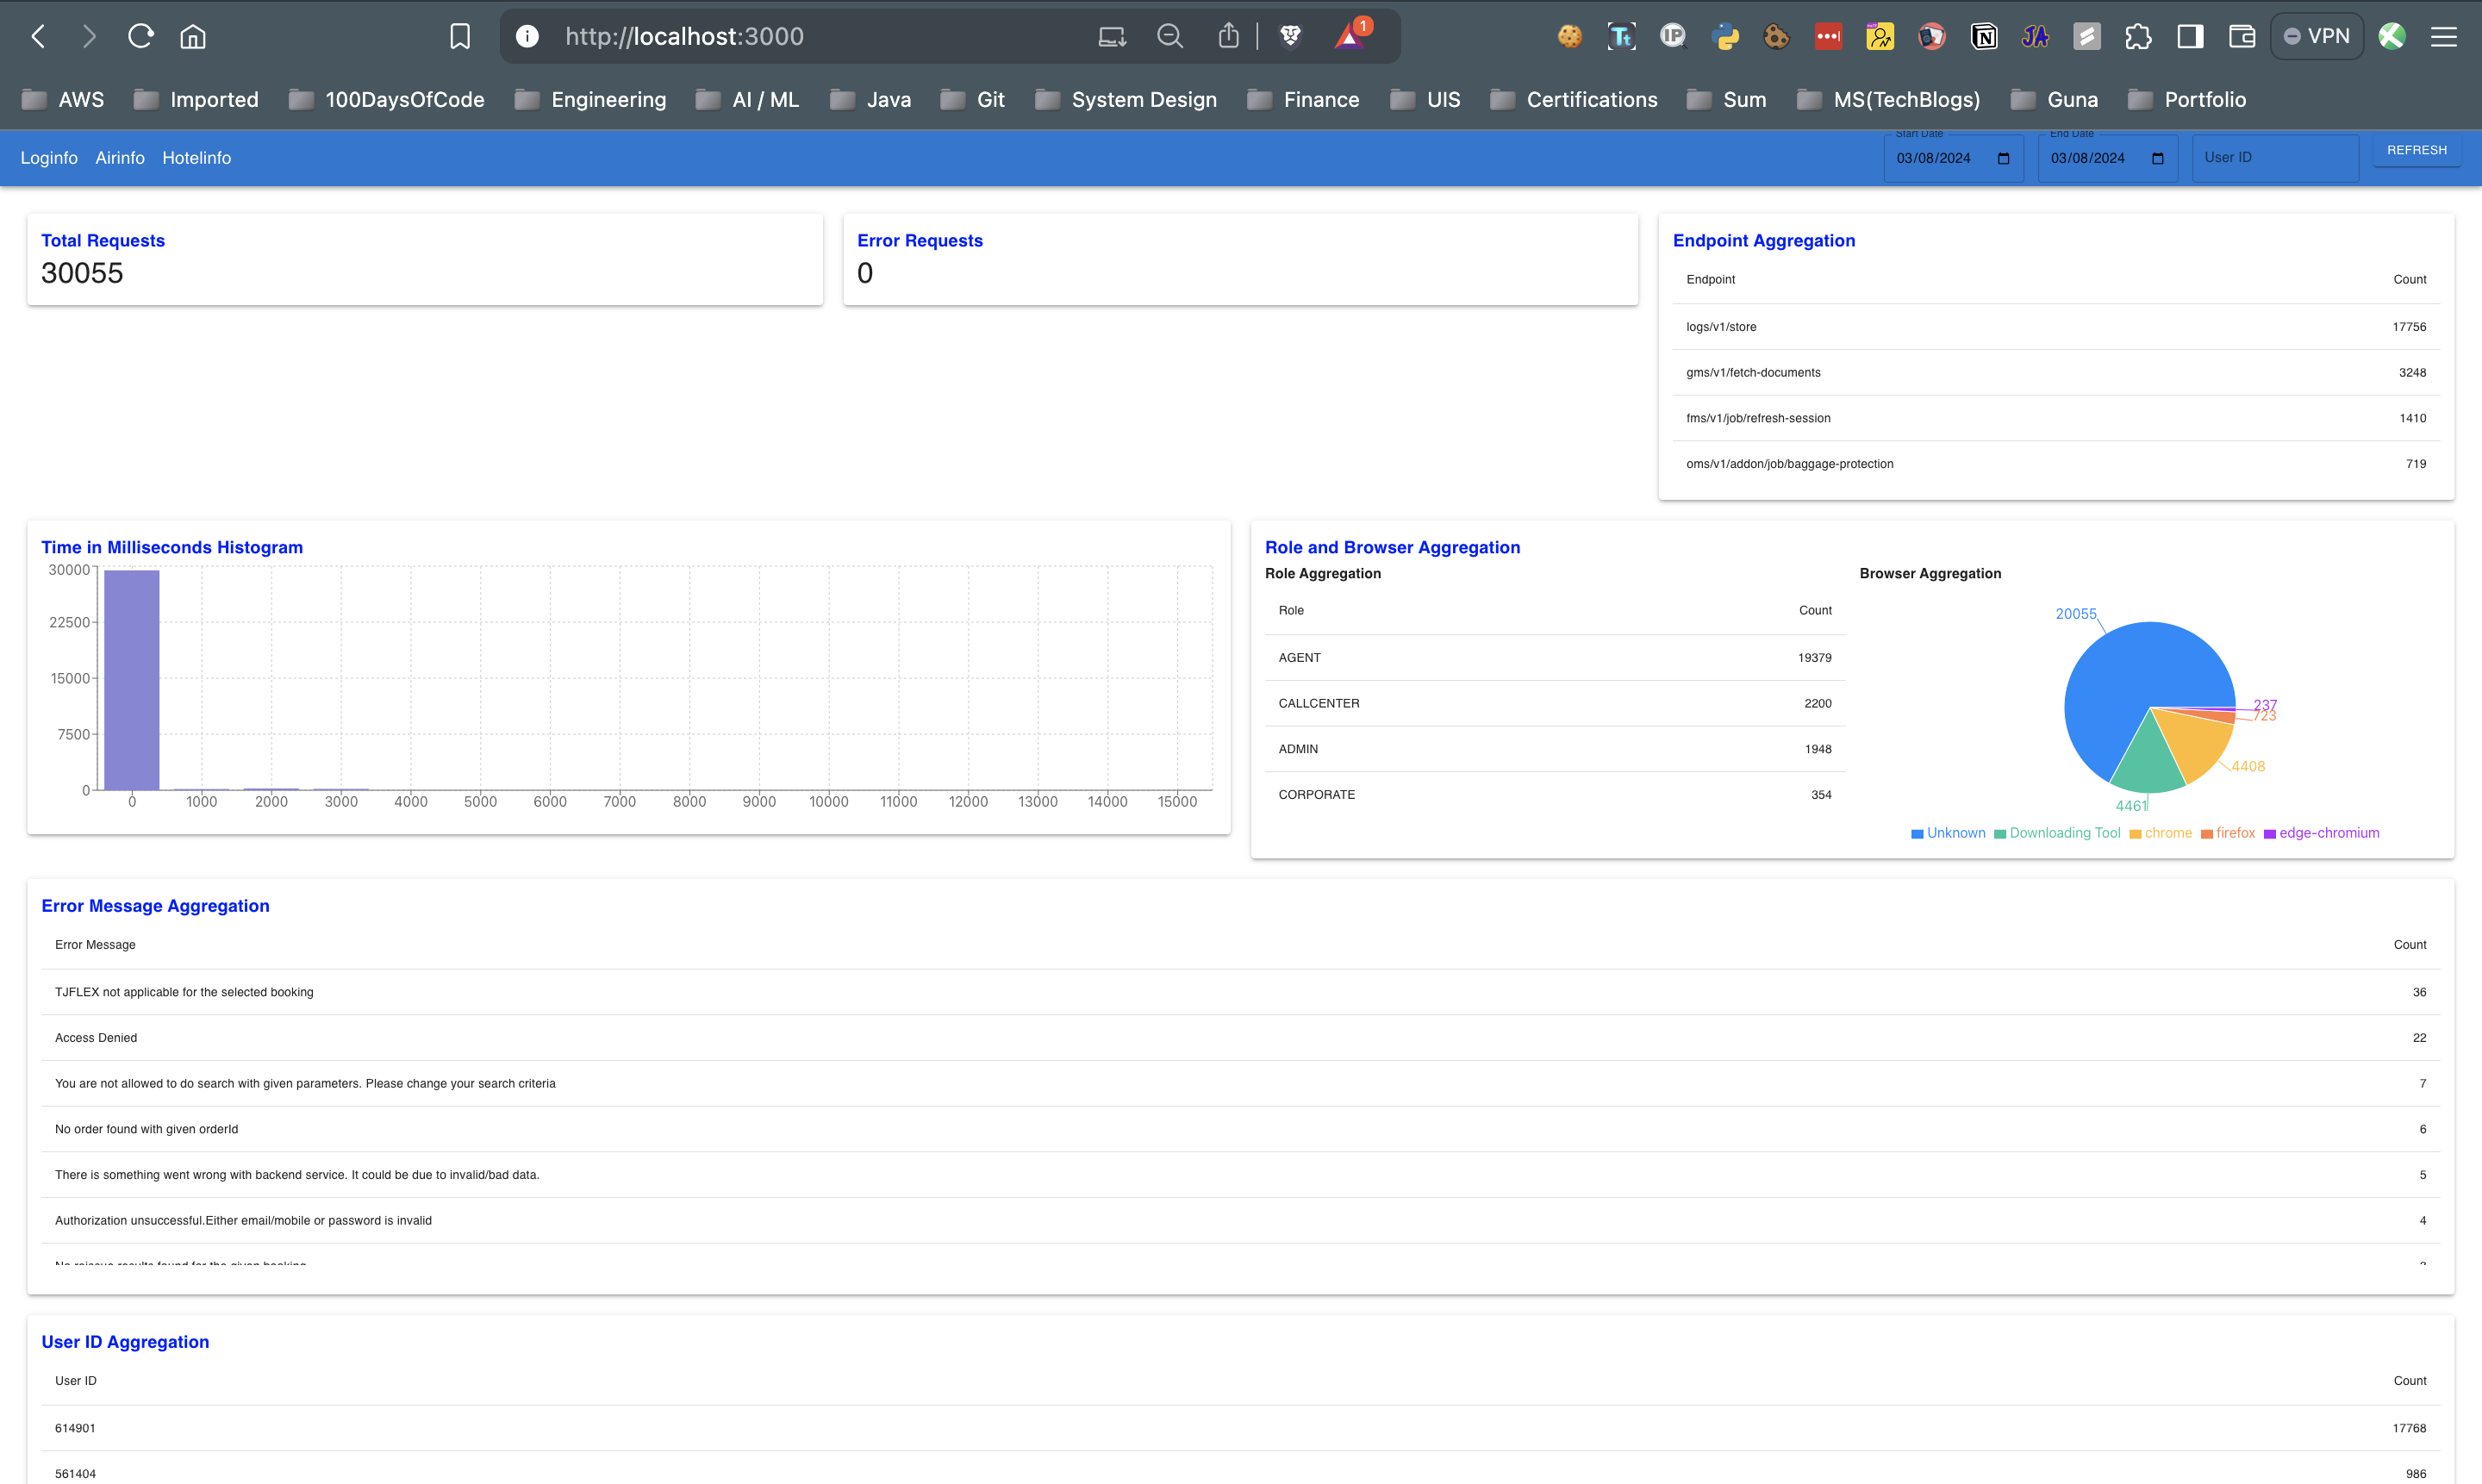 http://localhost:3000
1
VPN
AWS Imported 100DaysOfCode Engineering AI / ML Java Git System Design Finance UIS Certifications Sum MS(TechBlogs) Guna Portfolio
Loginfo Airinfo Hotelinfo
Start Date
03/08/2024
End Date
03/08/2024
User ID
REFRESH
Total Requests
30055
Error Requests
0
Endpoint Aggregation
Endpoint Count
logs/v1/store 17756
gms/v1/fetch-documents 3248
fms/v1/job/refresh-session 1410
oms/v1/addon/job/baggage-protection 719
Time in Milliseconds Histogram
30000
22500
15000
7500
0
0 1000 2000 3000 4000 5000 6000 7000 8000 9000 10000 11000 12000 13000 14000 15000
Role and Browser Aggregation
Role Aggregation
Role Count
AGENT 19379
CALLCENTER 2200
ADMIN 1948
CORPORATE 354
Browser Aggregation
20055
237
723
4408
4461
Unknown Downloading Tool chrome firefox edge-chromium
Error Message Aggregation
Error Message Count
TJFLEX not applicable for the selected booking 36
Access Denied 22
You are not allowed to do search with given parameters. Please change your search criteria 7
No order found with given orderId 6
There is something went wrong with backend service. It could be due to invalid/bad data. 5
Authorization unsuccessful.Either email/mobile or password is invalid 4
No reissue results found for the given booking
User ID Aggregation
User ID Count
614901 17768
561404 986